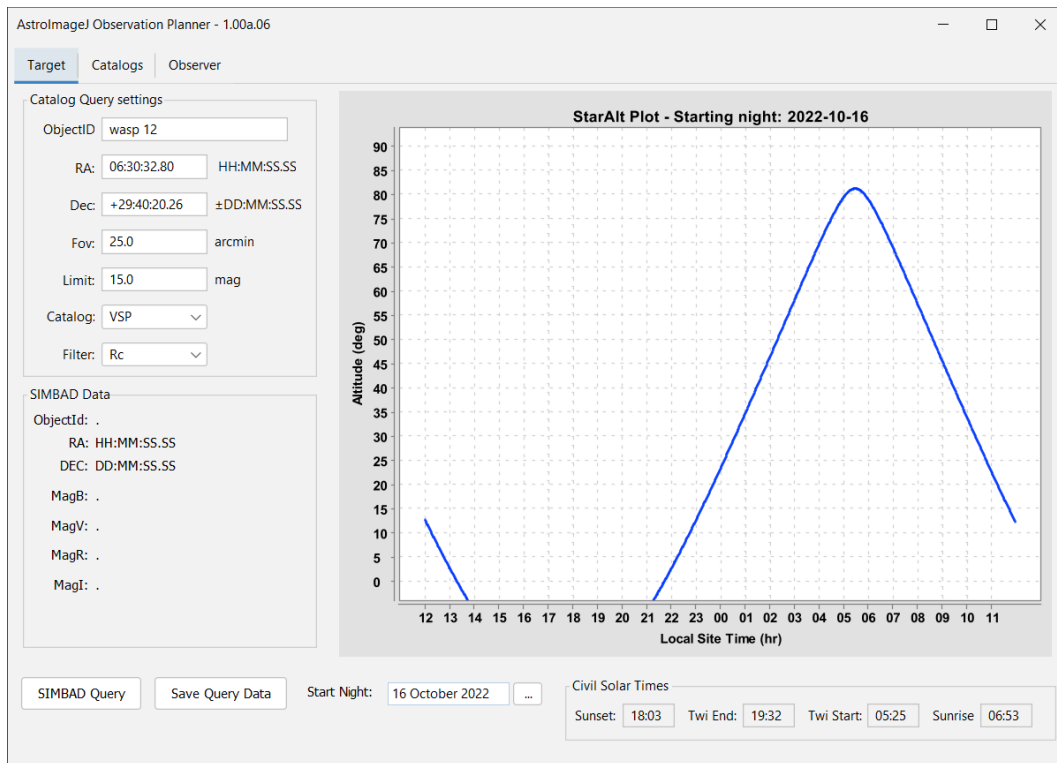 AstroImageJ Observation Planner - 1.00a.06
Target Catalogs Observer
Catalog Query settings
ObjectID wasp 12
RA: 06:30:32.80 HH:MM:SS.SS
Dec: +29:40:20.26 ±DD:MM:SS.SS
Fov: 25.0 arcmin
Limit: 15.0 mag
Catalog: VSP
Filter: Rc
SIMBAD Data
ObjectId: .
RA: HH:MM:SS.SS
DEC: DD:MM:SS.SS
MagB: .
MagV: .
MagR: .
MagI: .
StarAlt Plot - Starting night: 2022-10-16
90
85
80
75
70
65
60
55
50
45
40
35
30
25
20
15
10
5
0
Altitude (deg)
12 13 14 15 16 17 18 19 20 21 22 23 00 01 02 03 04 05 06 07 08 09 10 11
Local Site Time (hr)
SIMBAD Query Save Query Data Start Night: 16 October 2022 ...
Civil Solar Times
Sunset: 18:03 Twi End: 19:32 Twi Start: 05:25 Sunrise 06:53